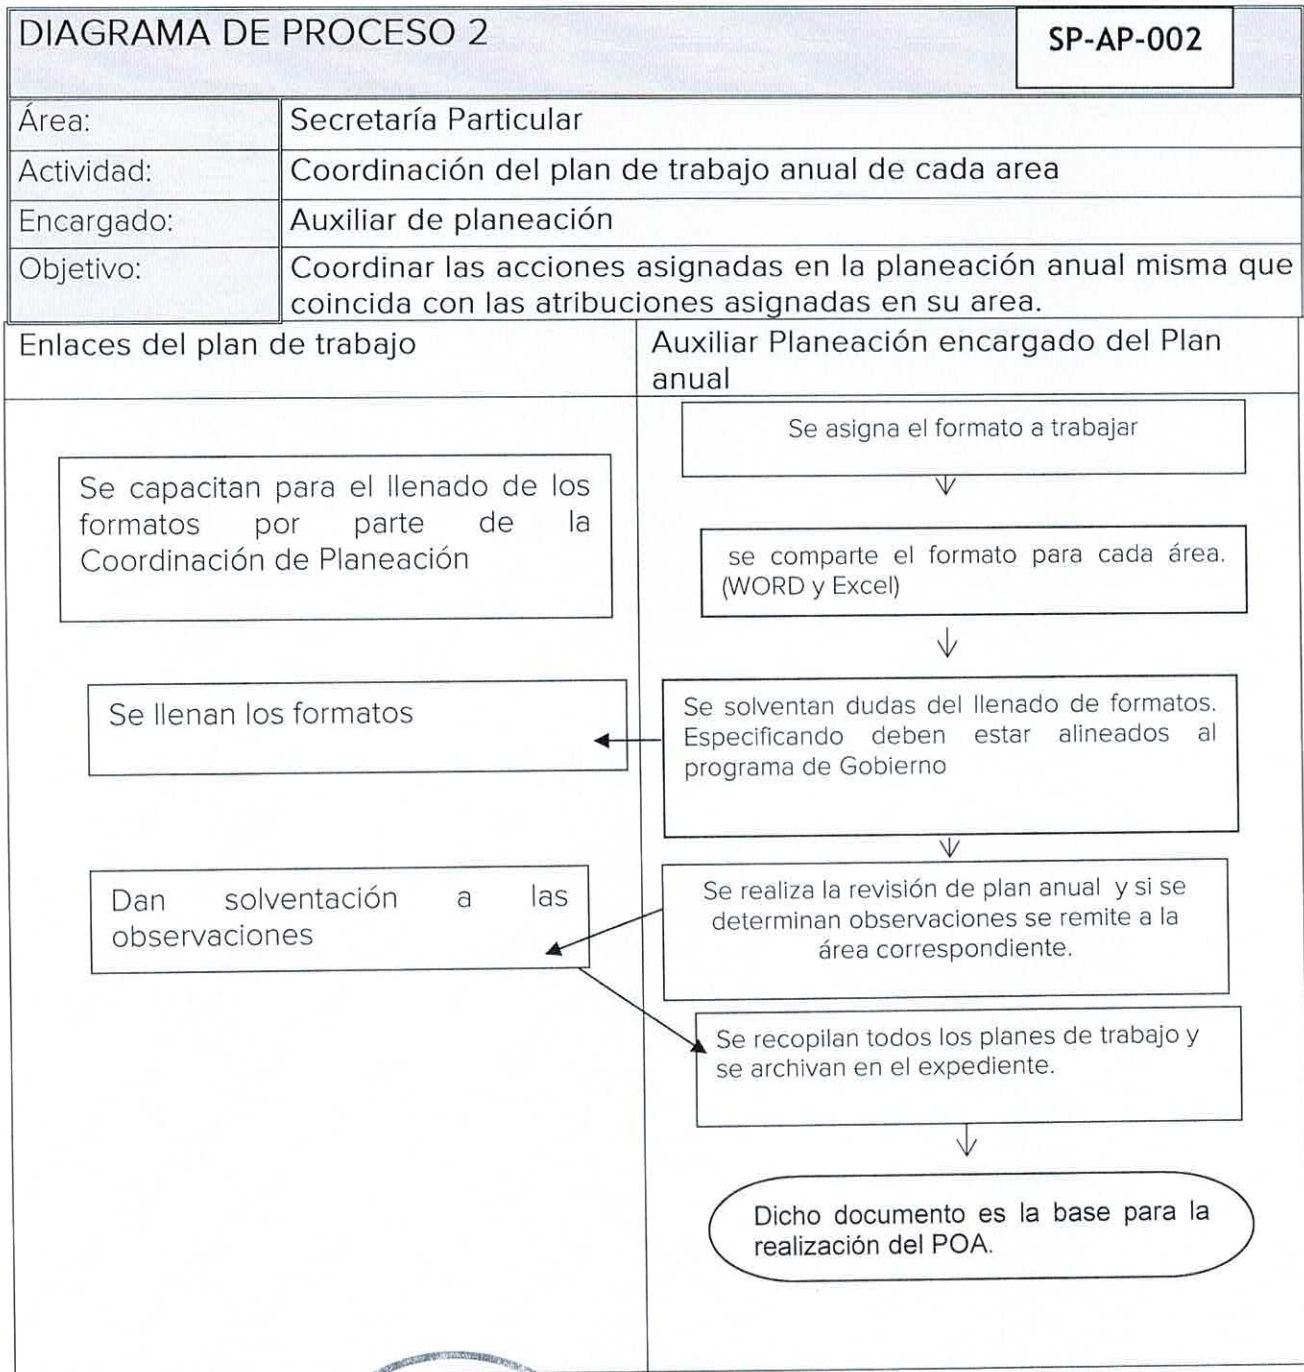 DIAGRAMA DE PROCESO 2
SP-AP-002
Área:
Secretaría Particular
Actividad:
Coordinación del plan de trabajo anual de cada area
Encargado:
Auxiliar de planeación
Objetivo:
Coordinar las acciones asignadas en la planeación anual misma que
coincida con las atribuciones asignadas en su area.
Enlaces del plan de trabajo
Auxiliar Planeación encargado del Plan
anual
Se asigna el formato a trabajar
Se capacitan para el llenado de los
formatos por parte de la
Coordinación de Planeación
se comparte el formato para cada área.
(WORD y Excel)
Se llenan los formatos
Se solventan dudas del llenado de formatos.
Especificando deben estar alineados al
programa de Gobierno
Dan solventación a las
observaciones
Se realiza la revisión de plan anual y si se
determinan observaciones se remite a la
área correspondiente.
Se recopilan todos los planes de trabajo y
se archivan en el expediente.
Dicho documento es la base para la
realización del POA.